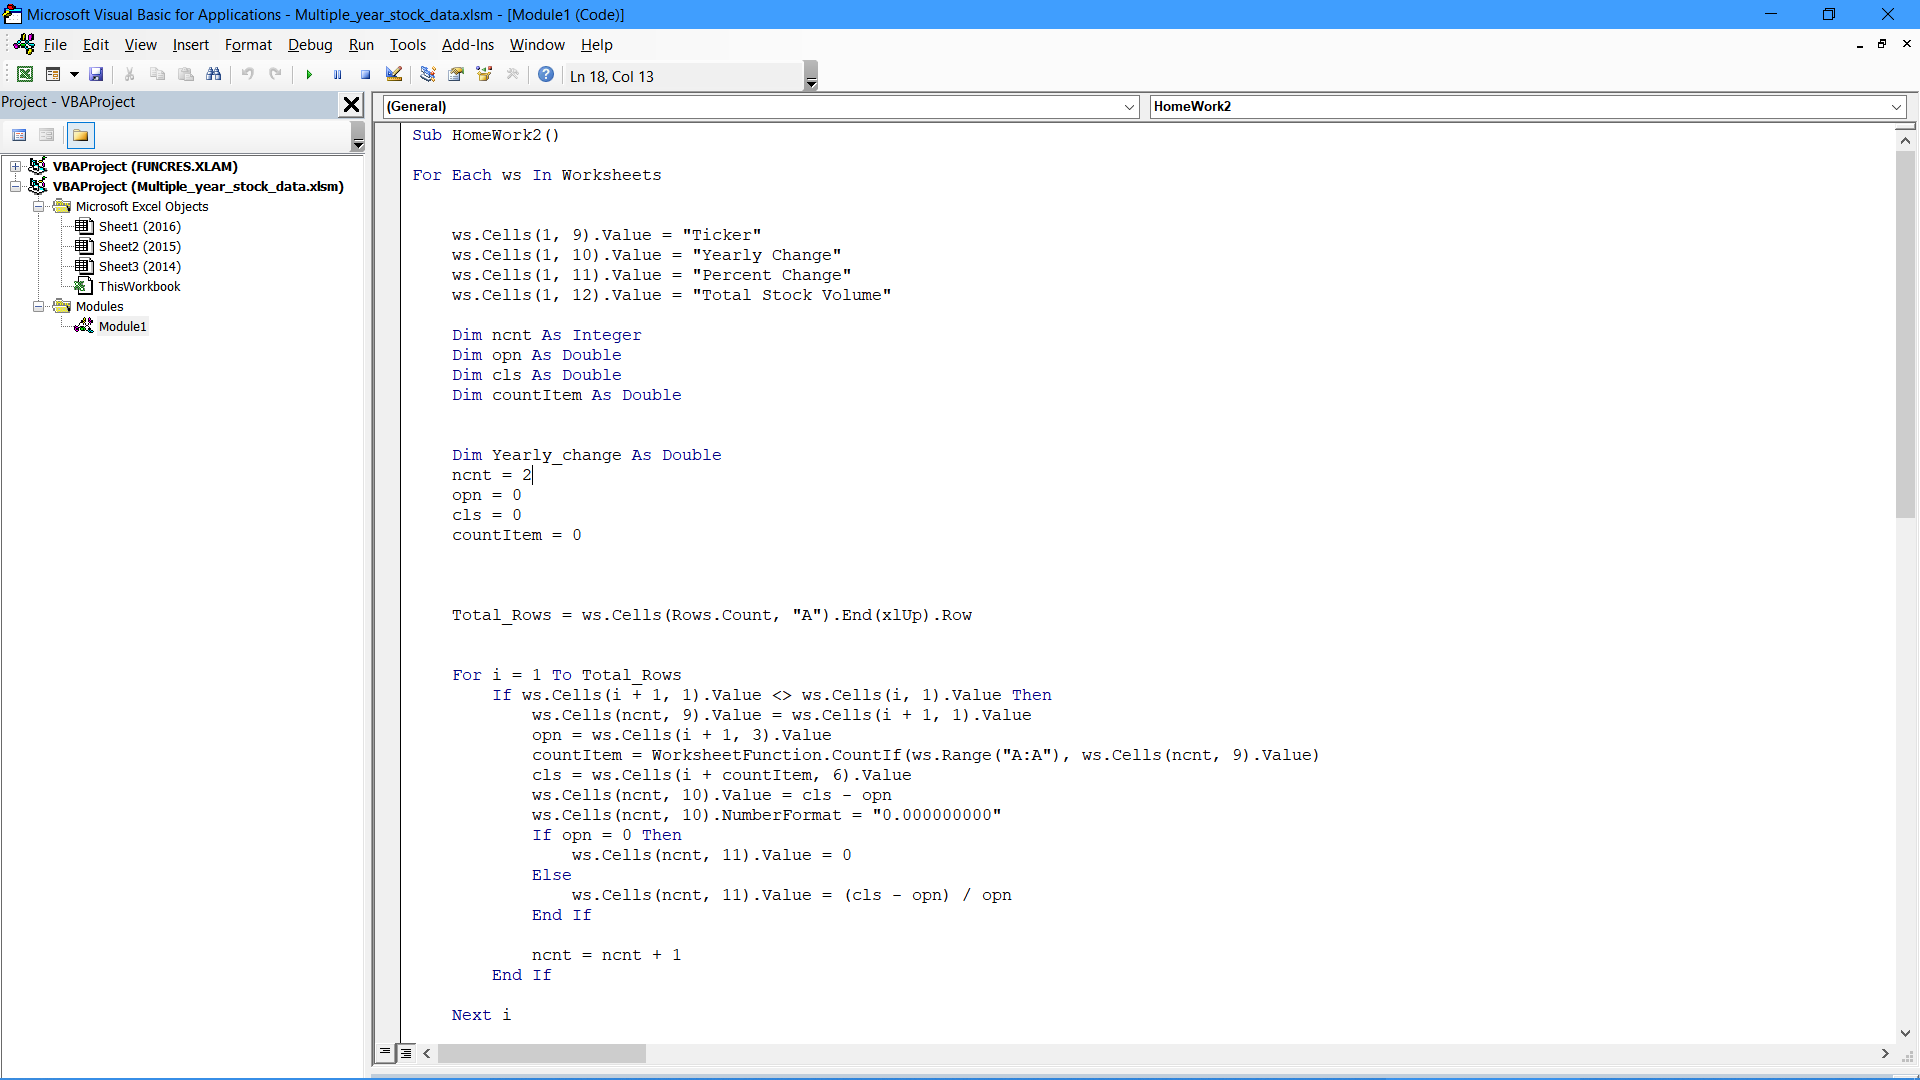 Microsoft Visual Basic for Applications - Multiple_year_stock_data.xlsm - [Module1 (Code)]
File Edit View Insert Format Debug Run Tools Add-Ins Window Help
Ln 18, Col 13
Project - VBAProject
(General)
HomeWork2
VBAProject (FUNCRES.XLAM)
VBAProject (Multiple_year_stock_data.xlsm)
Microsoft Excel Objects
Sheet1 (2016)
Sheet2 (2015)
Sheet3 (2014)
ThisWorkbook
Modules
Module1
Sub HomeWork2()
For Each ws In Worksheets
ws.Cells(1, 9).Value = "Ticker"
ws.Cells(1, 10).Value = "Yearly Change"
ws.Cells(1, 11).Value = "Percent Change"
ws.Cells(1, 12).Value = "Total Stock Volume"
Dim ncnt As Integer
Dim opn As Double
Dim cls As Double
Dim countItem As Double
Dim Yearly_change As Double
ncnt = 2
opn = 0
cls = 0
countItem = 0
Total_Rows = ws.Cells(Rows.Count, "A").End(xlUp).Row
For i = 1 To Total_Rows
If ws.Cells(i + 1, 1).Value <> ws.Cells(i, 1).Value Then
ws.Cells(ncnt, 9).Value = ws.Cells(i + 1, 1).Value
opn = ws.Cells(i + 1, 3).Value
countItem = WorksheetFunction.CountIf(ws.Range("A:A"), ws.Cells(ncnt, 9).Value)
cls = ws.Cells(i + countItem, 6).Value
ws.Cells(ncnt, 10).Value = cls - opn
ws.Cells(ncnt, 10).NumberFormat = "0.000000000"
If opn = 0 Then
ws.Cells(ncnt, 11).Value = 0
Else
ws.Cells(ncnt, 11).Value = (cls - opn) / opn
End If
ncnt = ncnt + 1
End If
Next i